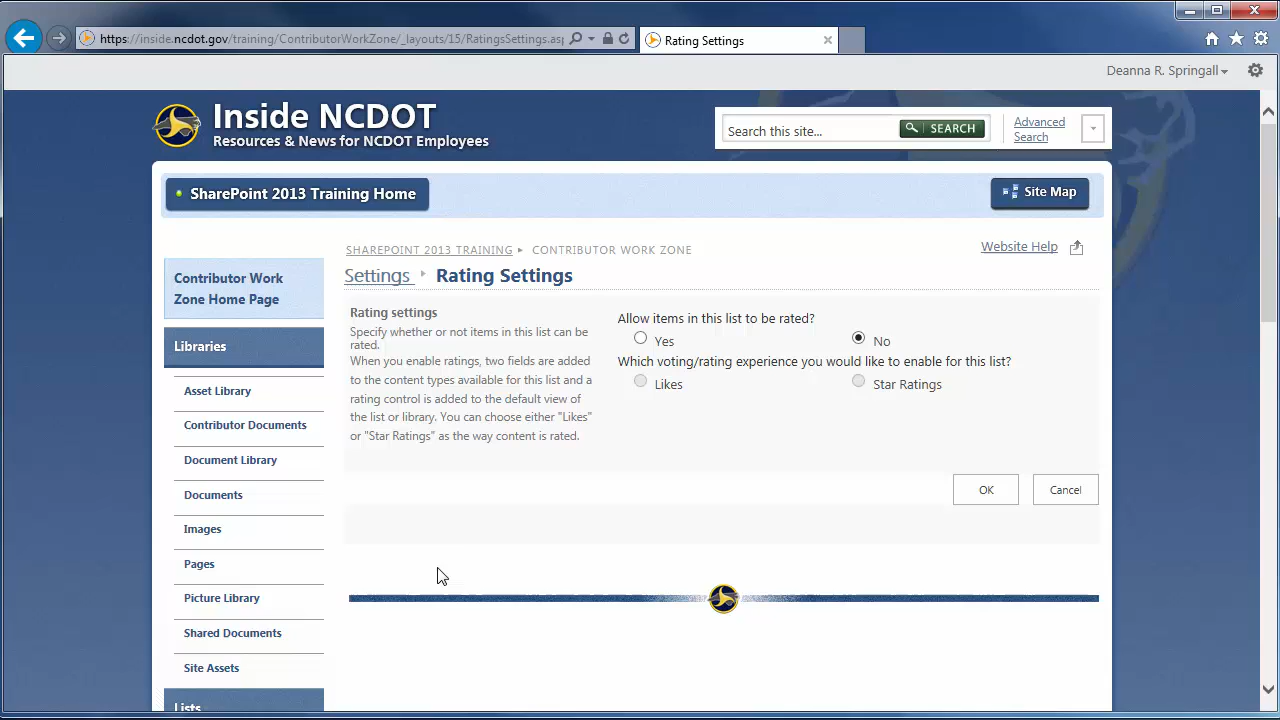 https://inside.ncdot.gov/training/ContributorWorkZone/_layouts/15/RatingsSettings.asp
Rating Settings
Deanna R. Springall
Inside NCDOT
Resources & News for NCDOT Employees
Search this site...
SEARCH
Advanced
Search
SharePoint 2013 Training Home
Site Map
SHAREPOINT 2013 TRAINING
CONTRIBUTOR WORK ZONE
Website Help
Settings
Rating Settings
Contributor Work
Zone Home Page
Libraries
Asset Library
Contributor Documents
Document Library
Documents
Images
Pages
Picture Library
Shared Documents
Site Assets
Lists
Rating settings
Specify whether or not items in this list can be
rated.
When you enable ratings, two fields are added
to the content types available for this list and a
rating control is added to the default view of
the list or library. You can choose either "Likes"
or "Star Ratings" as the way content is rated.
Allow items in this list to be rated?
Yes
No
Which voting/rating experience you would like to enable for this list?
Likes
Star Ratings
OK
Cancel